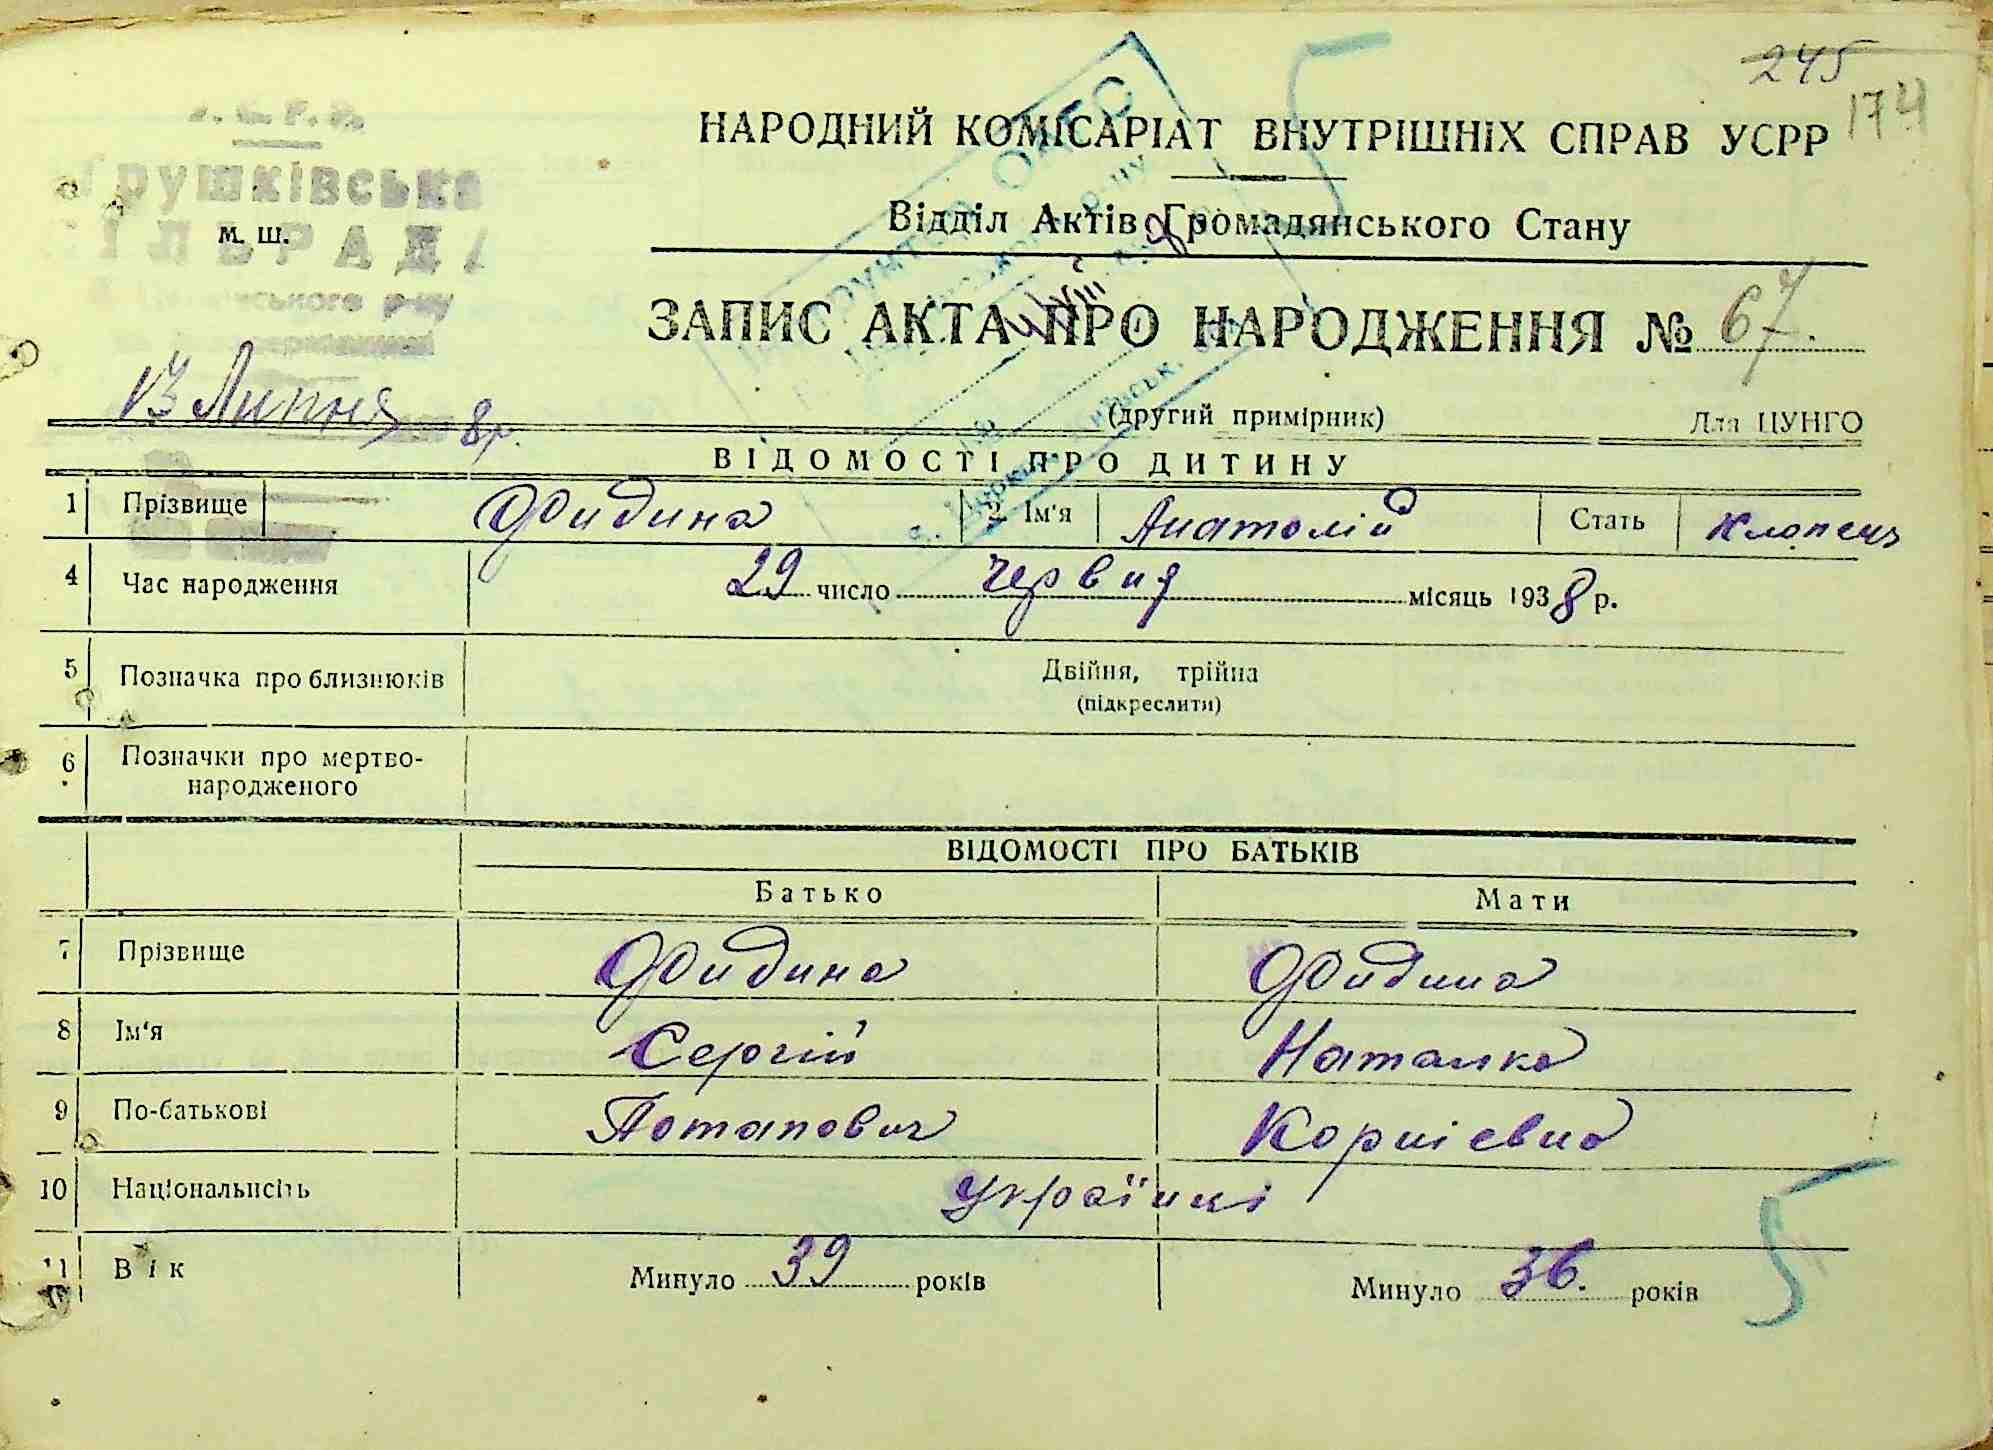 245
174
НАРОДНИЙ КОМІСАРІАТ ВНУТРІШНІХ СПРАВ УСРР
Грушківська
м. ш.
СІЛЬРАДА
Відділ Актів Громадянського Стану
ЗАПИС АКТА ПРО НАРОДЖЕННЯ № 67.
13 Липня 8р.
(другий примірник) Для ЦУНГО
ВІДОМОСТІ ПРО ДИТИНУ
1 Прізвище Фидина 2 Ім'я Анатолій Стать Хлопець
4 Час народження 29 число червня місяць 1938 р.
5 Позначка про близнюків Двійня, трійня
(підкреслити)
6 Позначки про мертво-
народженого
ВІДОМОСТІ ПРО БАТЬКІВ
Батько Мати
7 Прізвище Фидина Фидина
8 Ім'я Сергій Наталка
9 По-батькові Потапович Корнієвна
10 Національність українці
11 Вік Минуло 39 років Минуло 36. років
5